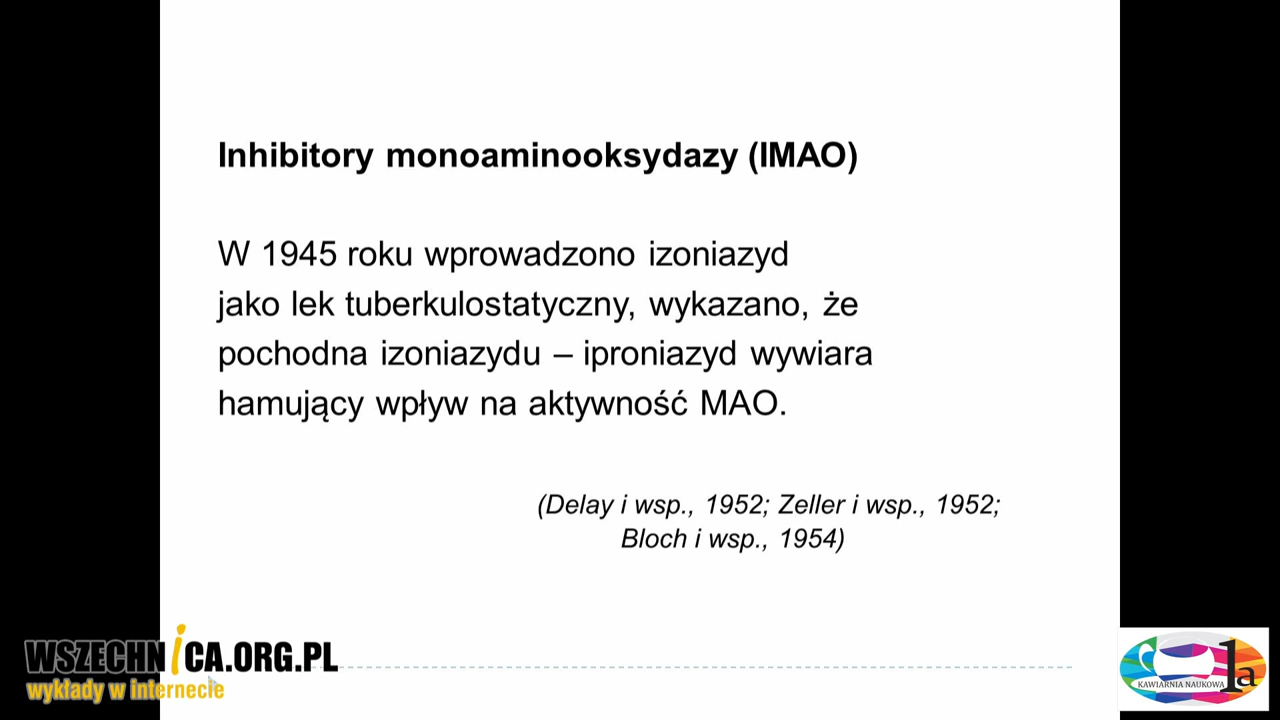 Inhibitory monoaminooksydazy (IMAO)
W 1945 roku wprowadzono izoniazyd
jako lek tuberkulostatyczny, wykazano, że
pochodna izoniazydu – iproniazyd wywiara
hamujący wpływ na aktywność MAO.
(Delay i wsp., 1952; Zeller i wsp., 1952;
Bloch i wsp., 1954)
WSZECHNICA.ORG.PL
wykłady w internecie
KAWIARNIA NAUKOWA 1a